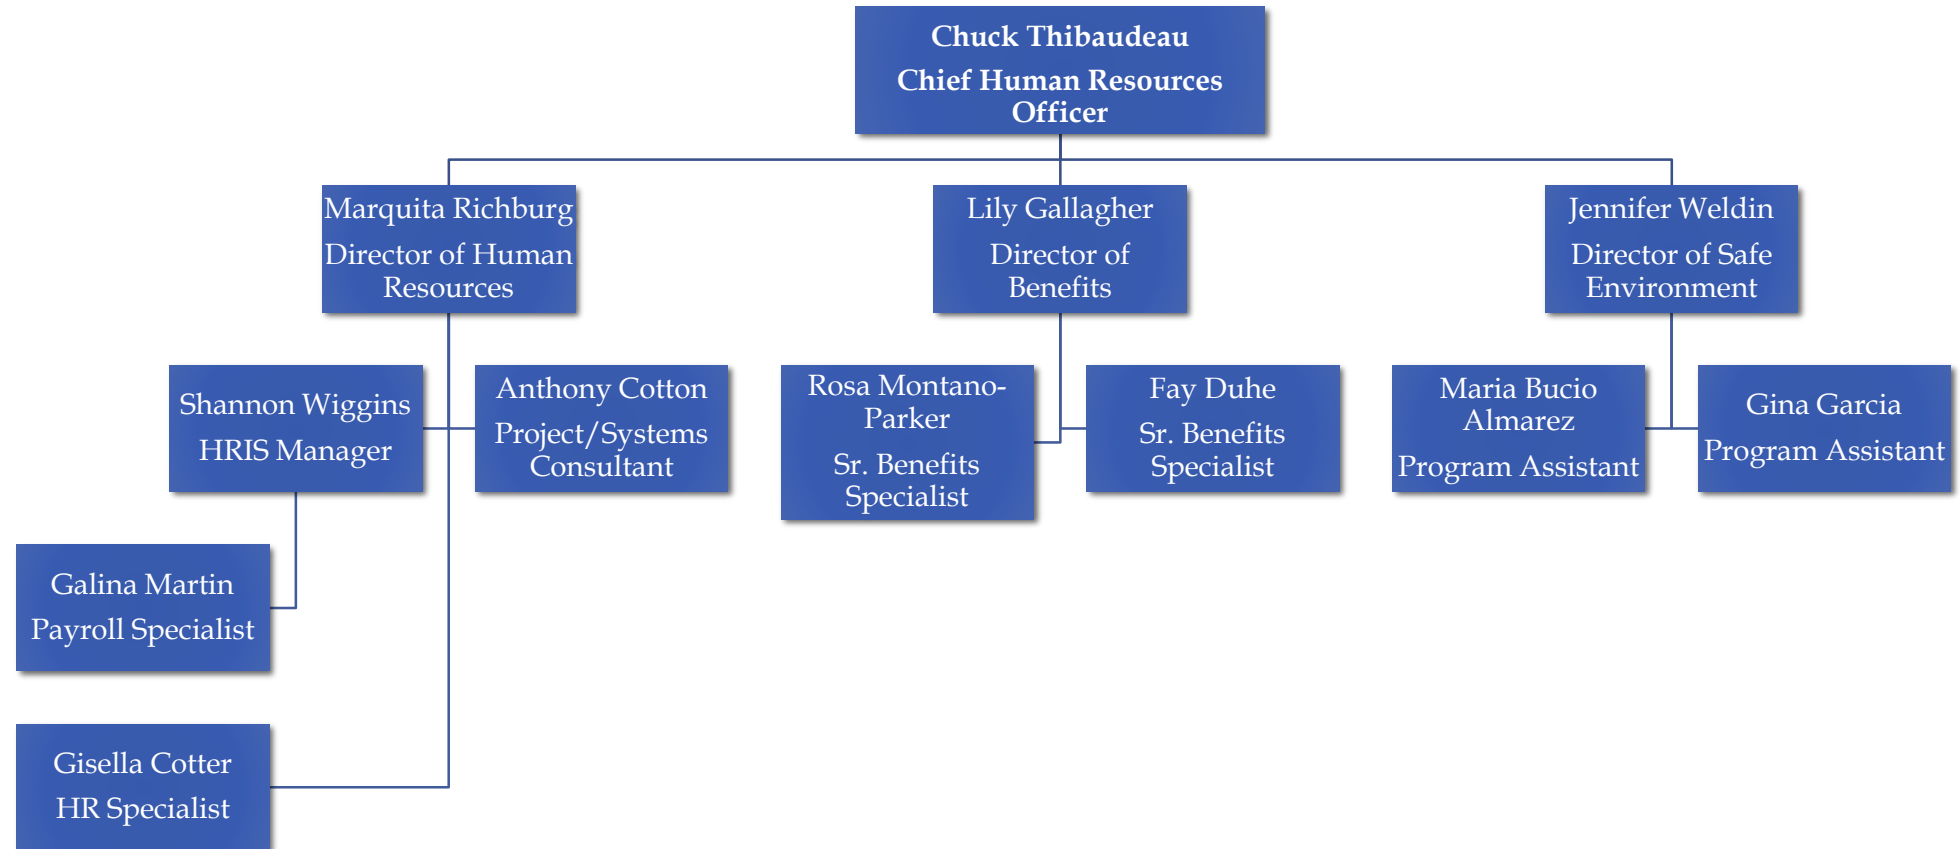 Chuck Thibaudeau
Chief Human Resources
Officer
Marquita Richburg
Director of Human
Resources
Lily Gallagher
Director of
Benefits
Jennifer Weldin
Director of Safe
Environment
Shannon Wiggins
HRIS Manager
Anthony Cotton
Project/Systems
Consultant
Rosa Montano-
Parker
Sr. Benefits
Specialist
Fay Duhe
Sr. Benefits
Specialist
Maria Bucio
Almarez
Program Assistant
Gina Garcia
Program Assistant
Galina Martin
Payroll Specialist
Gisella Cotter
HR Specialist